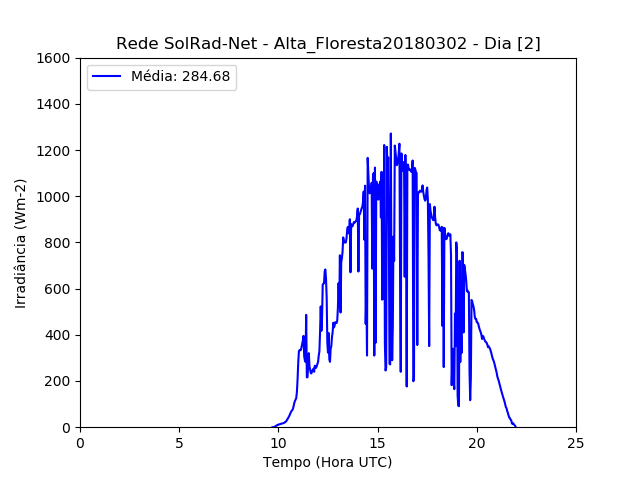 Rede SolRad-Net - Alta_Floresta20180302 - Dia [2]
Média: 284.68
1600
1400
1200
1000
800
600
400
200
0
Irradiância (Wm-2)
0 5 10 15 20 25
Tempo (Hora UTC)